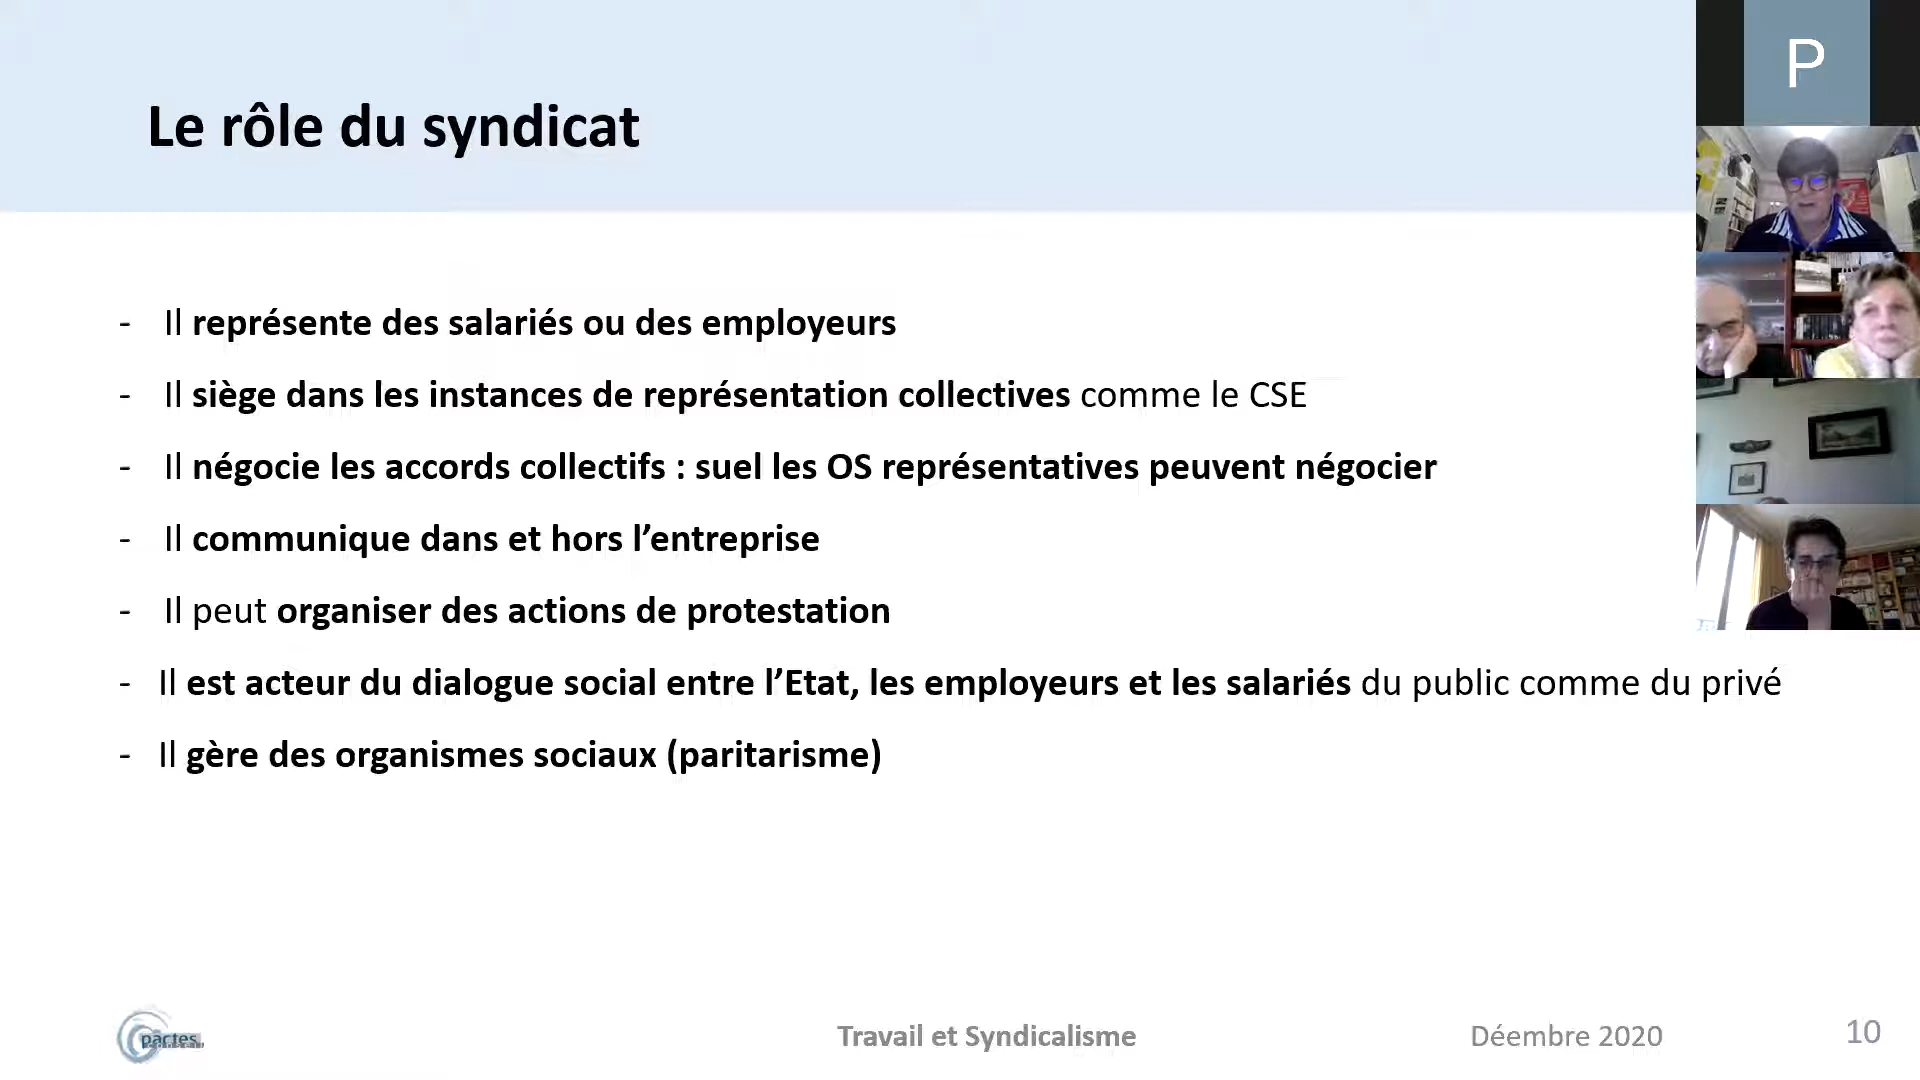 Le rôle du syndicat
P
- Il représente des salariés ou des employeurs
- Il siège dans les instances de représentation collectives comme le CSE
- Il négocie les accords collectifs : suel les OS représentatives peuvent négocier
- Il communique dans et hors l’entreprise
- Il peut organiser des actions de protestation
- Il est acteur du dialogue social entre l’Etat, les employeurs et les salariés du public comme du privé
- Il gère des organismes sociaux (paritarisme)
pactes
Travail et Syndicalisme
Déembre 2020
10